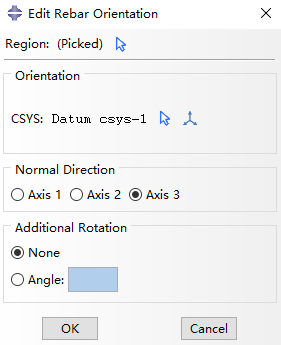 Edit Rebar Orientation
Region: (Picked)
Orientation
CSYS: Datum csys-1
Normal Direction
Axis 1 Axis 2 Axis 3
Additional Rotation
None
Angle:
OK Cancel